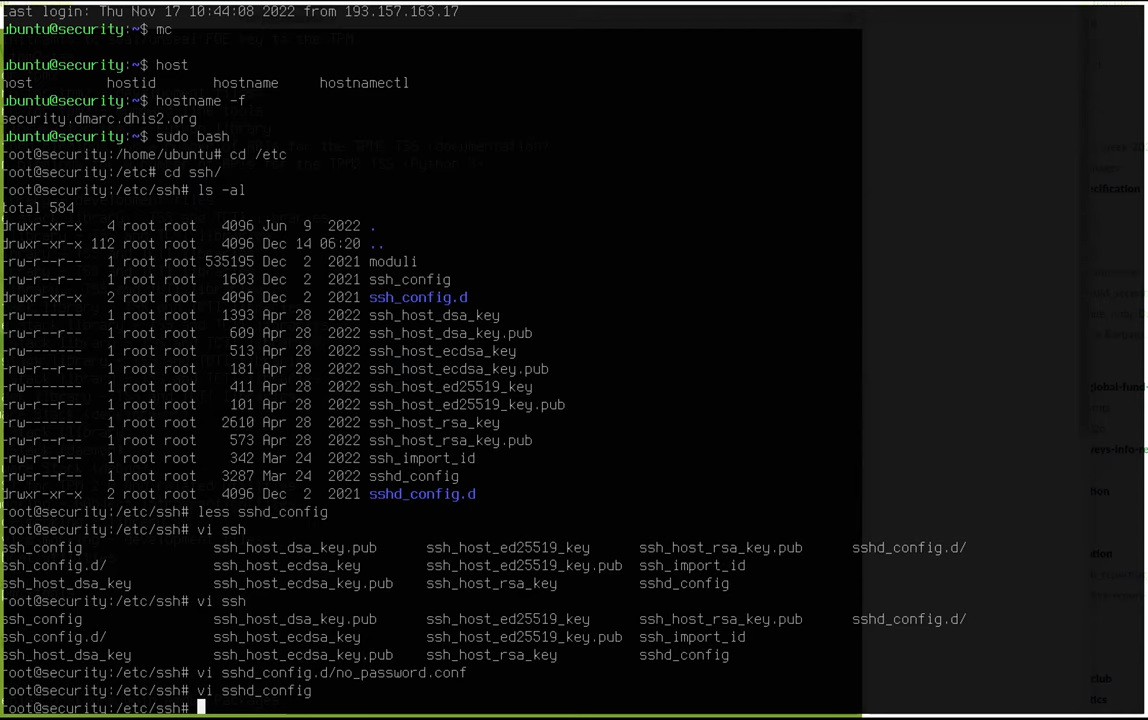 Last login: Thu Nov 17 10:44:08 2022 from 193.157.163.17
ubuntu@security:~$ mc
ubuntu@security:~$ host
host hostid hostname hostnamectl
ubuntu@security:~$ hostname -f
security.dmarc.dhis2.org
ubuntu@security:~$ sudo bash
root@security:/home/ubuntu# cd /etc
root@security:/etc# cd ssh/
root@security:/etc/ssh# ls -al
total 584
drwxr-xr-x 4 root root 4096 Jun 9 2022 .
drwxr-xr-x 112 root root 4096 Dec 14 06:20 ..
-rw-r--r-- 1 root root 535195 Dec 2 2021 moduli
-rw-r--r-- 1 root root 1603 Dec 2 2021 ssh_config
drwxr-xr-x 2 root root 4096 Dec 2 2021 ssh_config.d
-rw------- 1 root root 1393 Apr 28 2022 ssh_host_dsa_key
-rw-r--r-- 1 root root 609 Apr 28 2022 ssh_host_dsa_key.pub
-rw------- 1 root root 513 Apr 28 2022 ssh_host_ecdsa_key
-rw-r--r-- 1 root root 181 Apr 28 2022 ssh_host_ecdsa_key.pub
-rw------- 1 root root 411 Apr 28 2022 ssh_host_ed25519_key
-rw-r--r-- 1 root root 101 Apr 28 2022 ssh_host_ed25519_key.pub
-rw------- 1 root root 2610 Apr 28 2022 ssh_host_rsa_key
-rw-r--r-- 1 root root 573 Apr 28 2022 ssh_host_rsa_key.pub
-rw-r--r-- 1 root root 342 Mar 24 2022 ssh_import_id
-rw-r--r-- 1 root root 3287 Mar 24 2022 sshd_config
drwxr-xr-x 2 root root 4096 Dec 2 2021 sshd_config.d
root@security:/etc/ssh# less sshd_config
root@security:/etc/ssh# vi ssh
ssh_config ssh_host_dsa_key.pub ssh_host_ed25519_key ssh_host_rsa_key.pub sshd_config.d/
ssh_config.d/ ssh_host_ecdsa_key ssh_host_ed25519_key.pub ssh_import_id
ssh_host_dsa_key ssh_host_ecdsa_key.pub ssh_host_rsa_key sshd_config
root@security:/etc/ssh# vi ssh
ssh_config ssh_host_dsa_key.pub ssh_host_ed25519_key ssh_host_rsa_key.pub sshd_config.d/
ssh_config.d/ ssh_host_ecdsa_key ssh_host_ed25519_key.pub ssh_import_id
ssh_host_dsa_key ssh_host_ecdsa_key.pub ssh_host_rsa_key sshd_config
root@security:/etc/ssh# vi sshd_config.d/no_password.conf
root@security:/etc/ssh# vi sshd_config
root@security:/etc/ssh#